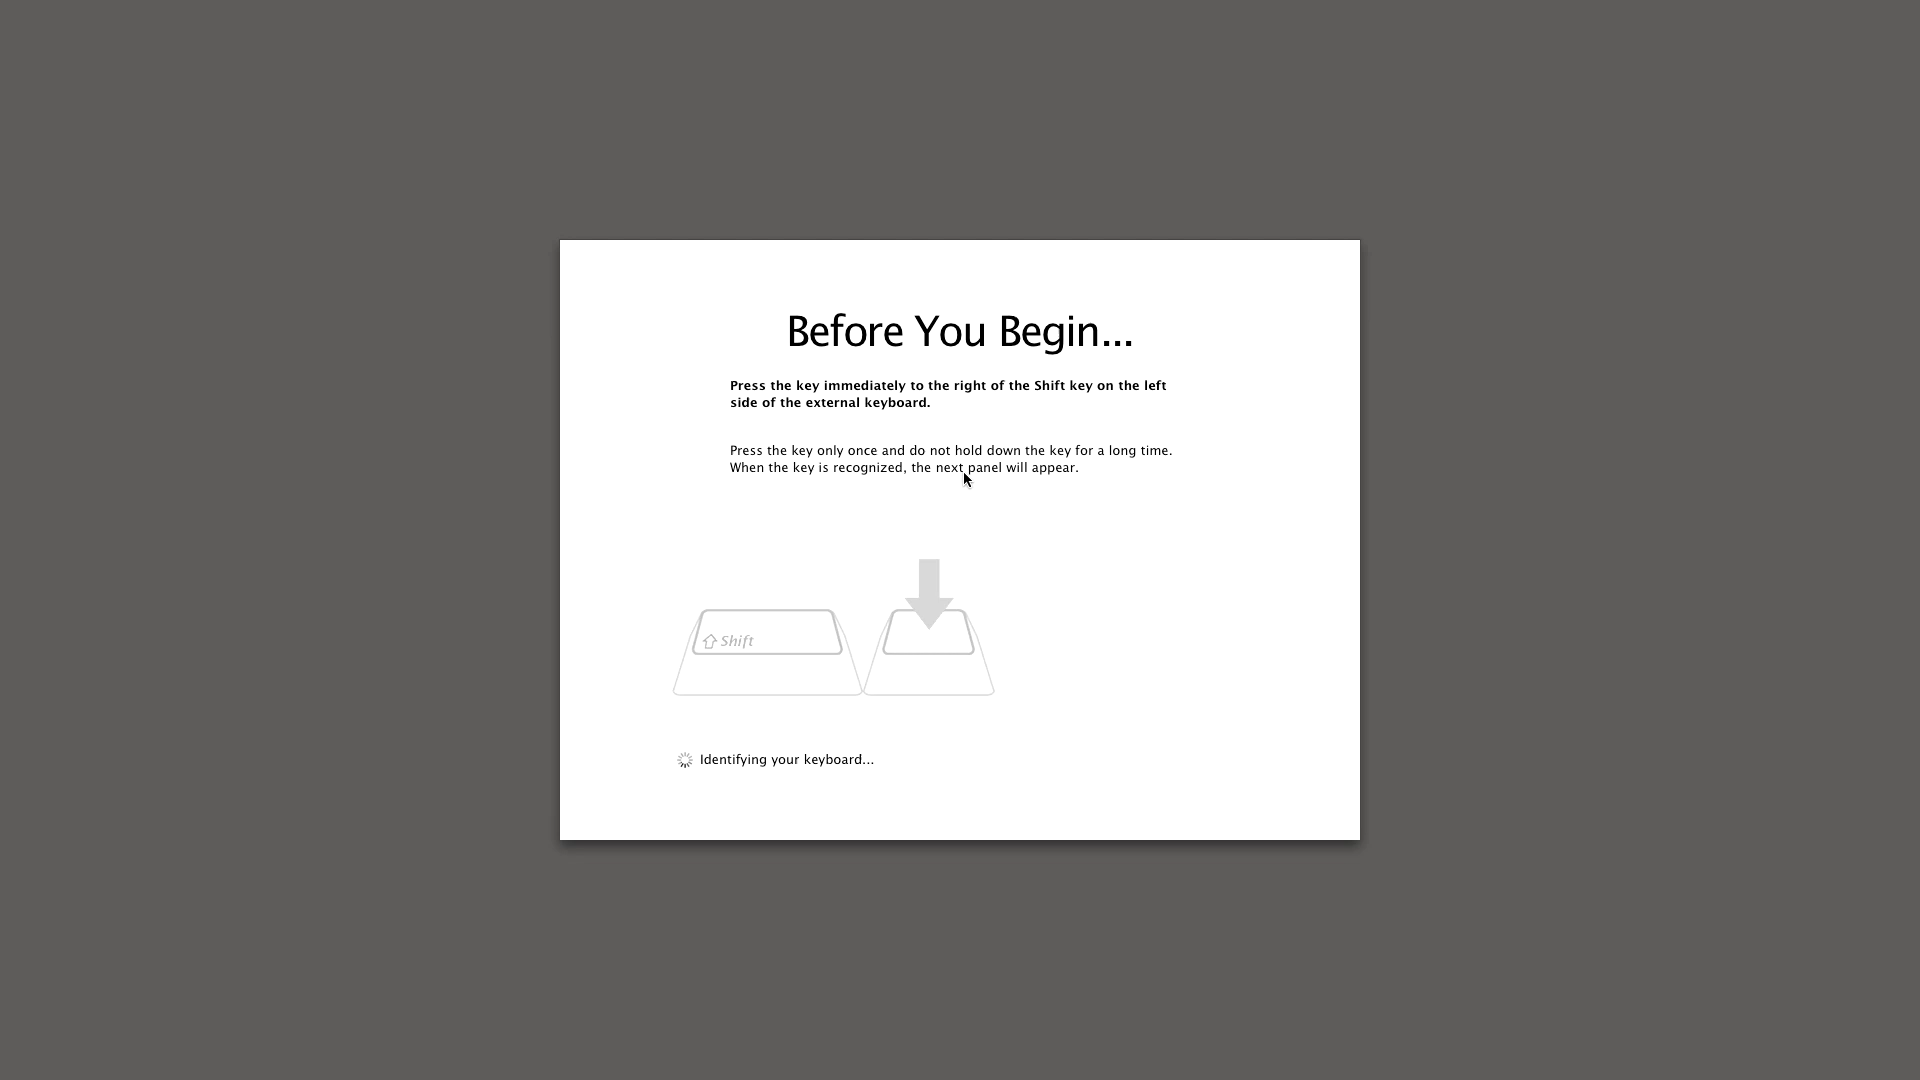 Before You Begin...
Press the key immediately to the right of the Shift key on the left
side of the external keyboard.
Press the key only once and do not hold down the key for a long time.
When the key is recognized, the next panel will appear.
Shift
Identifying your keyboard...